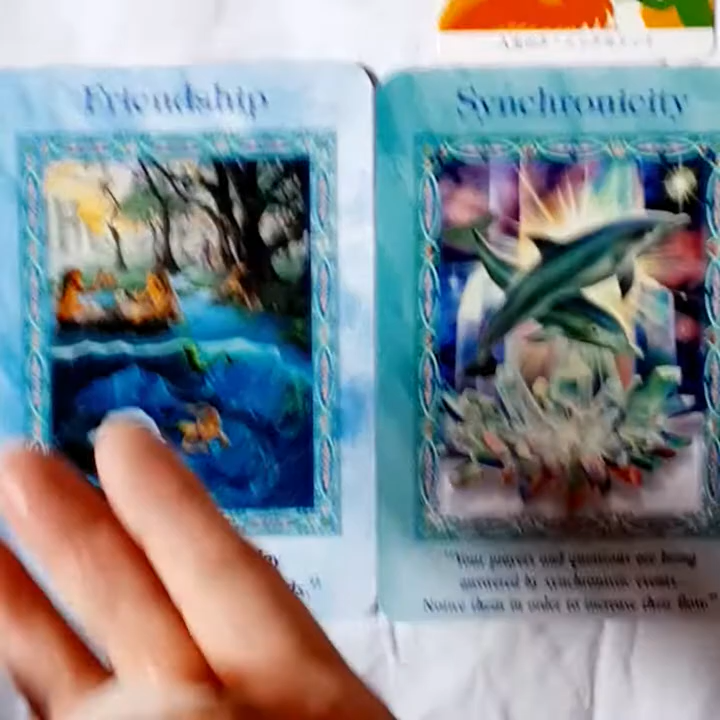 Friendship
Synchronicity
"Your prayers and questions are being
answered by synchronistic events.
Notice them in order to increase their flow."